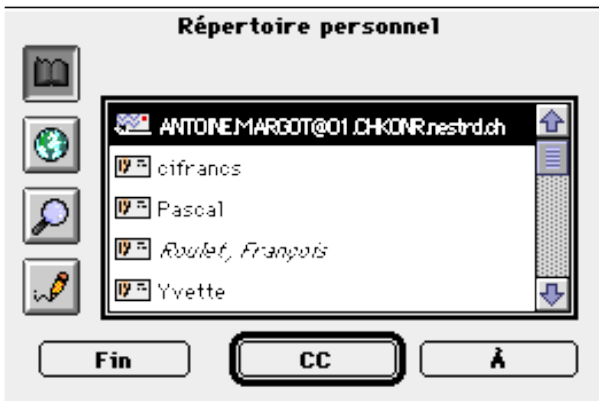 Répertoire personnel
ANTOINE.MARGOT@O1.CHKONR.nestrd.ch
cifrancs
Pascal
Roulet, François
Yvette
Fin
CC
À